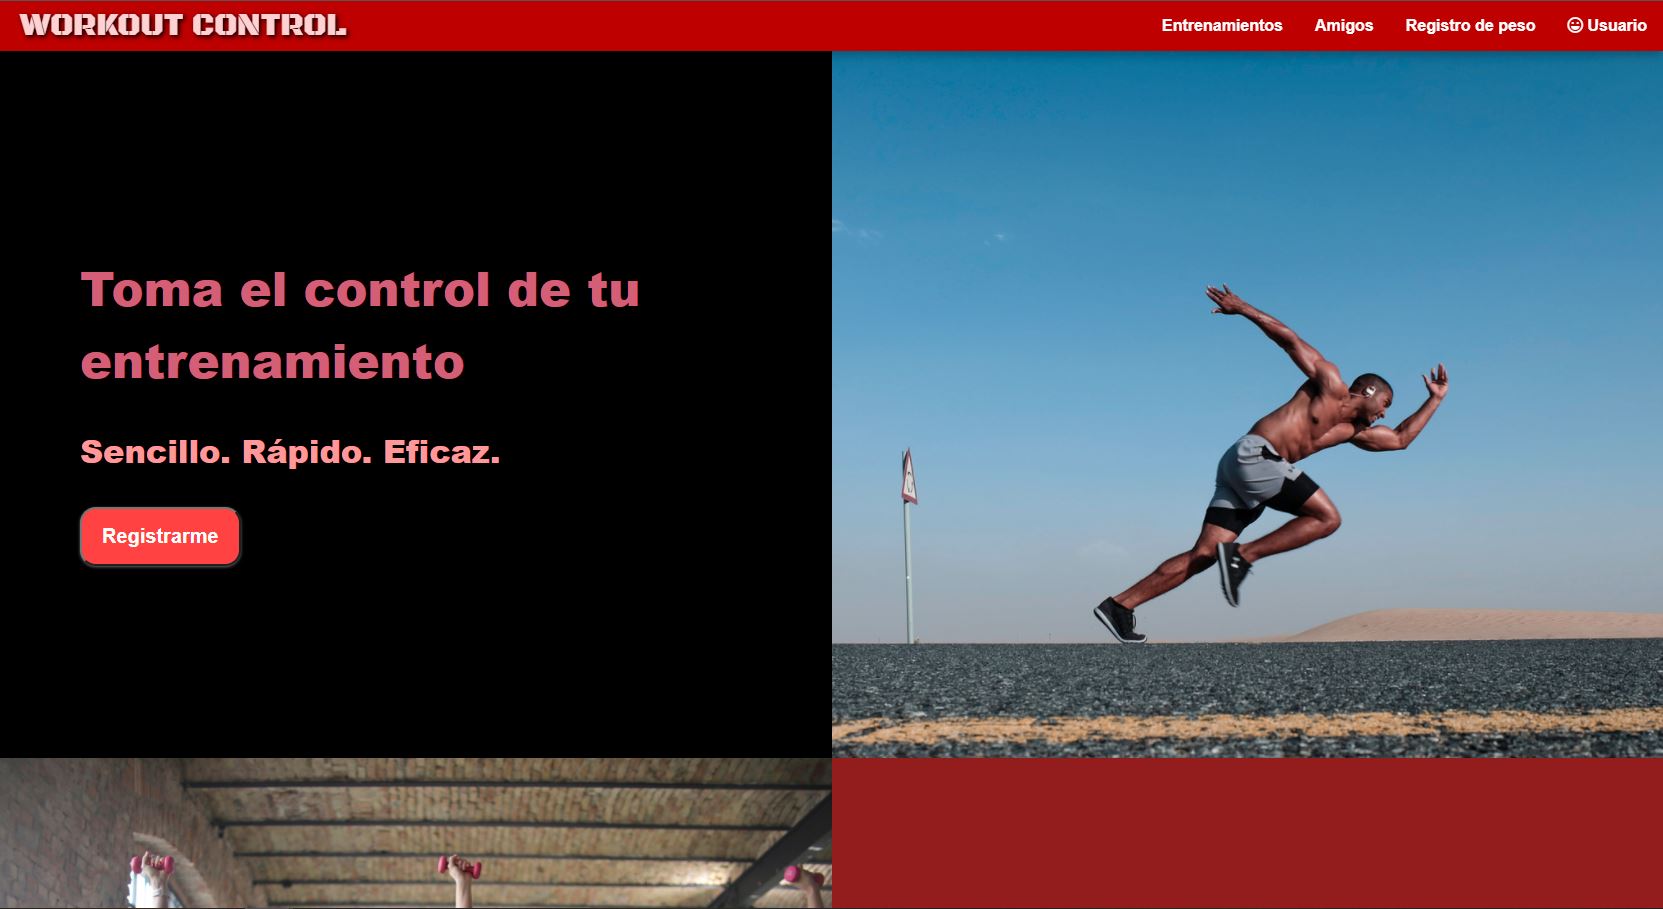 WORKOUT CONTROL
Entrenamientos Amigos Registro de peso Usuario
Toma el control de tu
entrenamiento
Sencillo. Rápido. Eficaz.
Registrarme